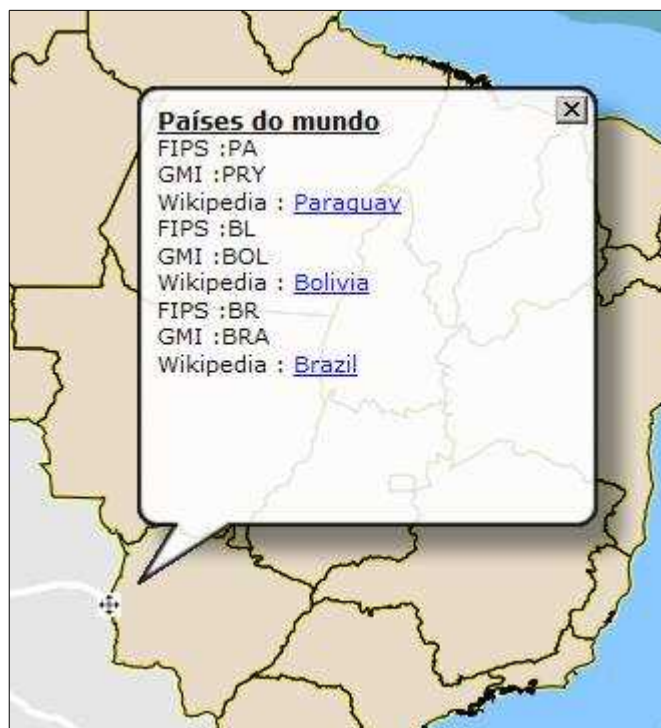 Países do mundo
FIPS :PA
GMI :PRY
Wikipedia : Paraguay
FIPS :BL
GMI :BOL
Wikipedia : Bolivia
FIPS :BR
GMI :BRA
Wikipedia : Brazil